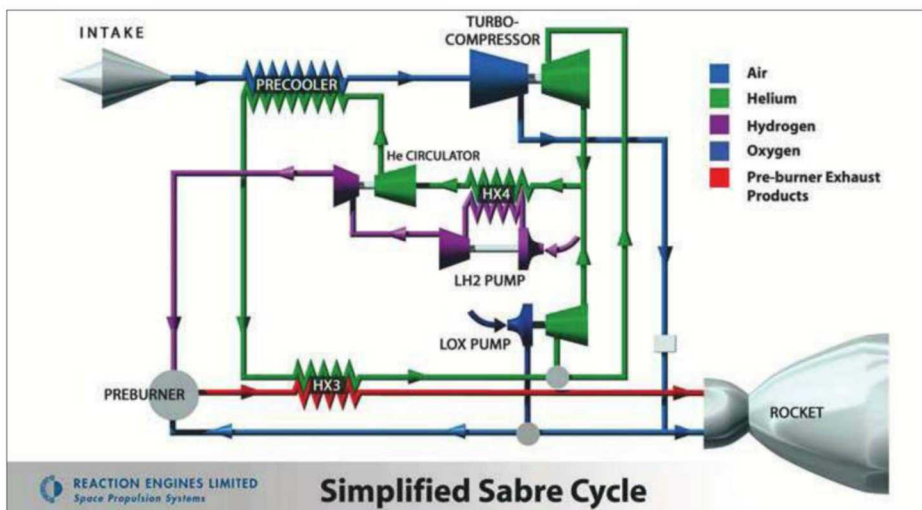 INTAKE
TURBO-
COMPRESSOR
PRECOOLER
Air
Helium
Hydrogen
Oxygen
Pre-burner Exhaust
Products
He CIRCULATOR
HX4
LH2 PUMP
LOX PUMP
HX3
PREBURNER
ROCKET
REACTION ENGINES LIMITED
Space Propulsion Systems
Simplified Sabre Cycle